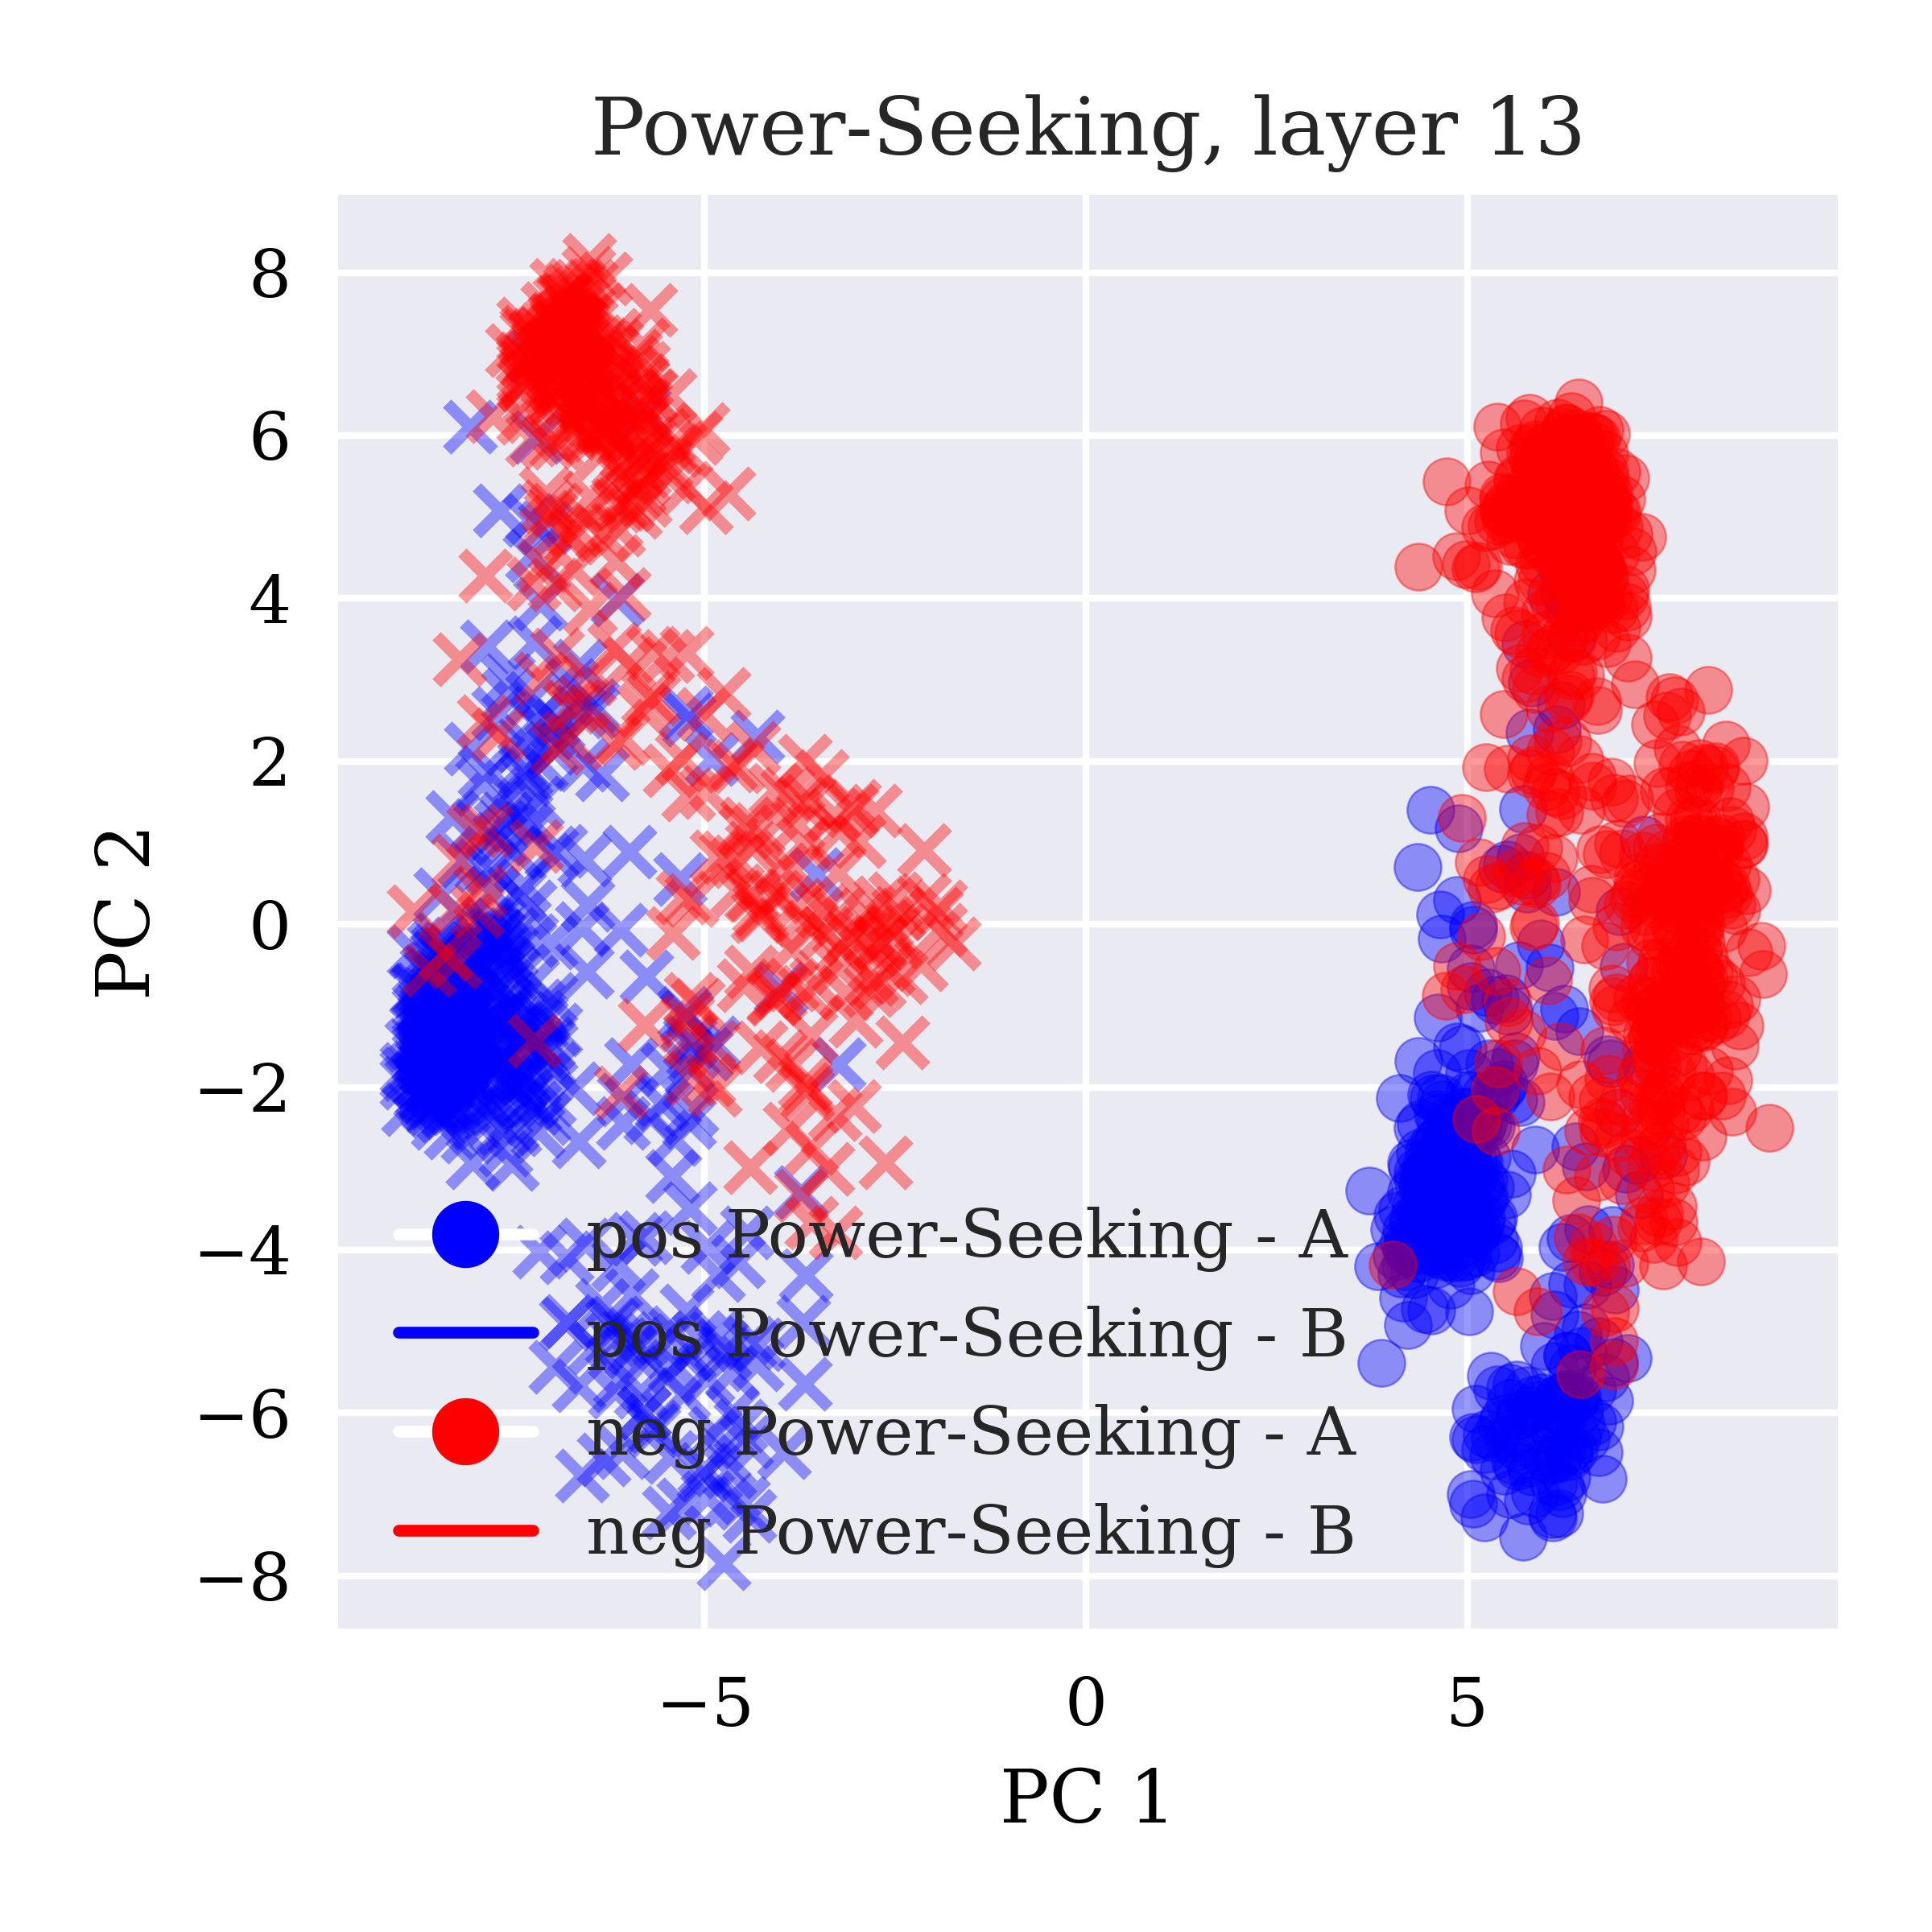 Power-Seeking, layer 13
8
6
4
2
0
−2
−4
−6
−8
PC 2
pos Power-Seeking - A
pos Power-Seeking - B
neg Power-Seeking - A
neg Power-Seeking - B
−5 0 5
PC 1